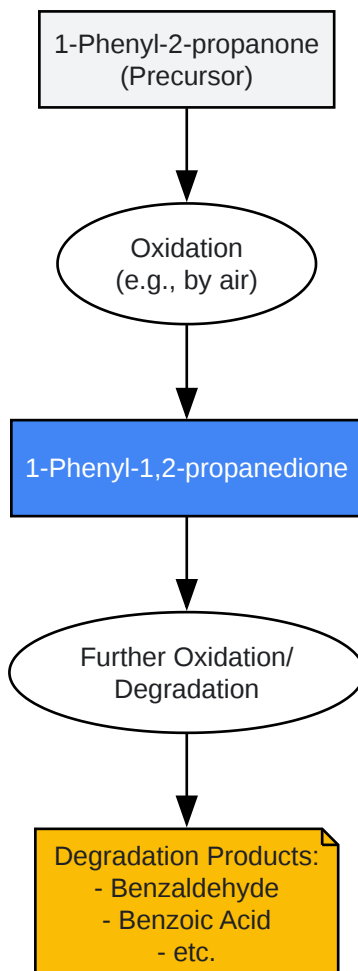 1-Phenyl-2-propanone
(Precursor)
Oxidation
(e.g., by air)
1-Phenyl-1,2-propanedione
Further Oxidation/
Degradation
Degradation Products:
- Benzaldehyde
- Benzoic Acid
- etc.